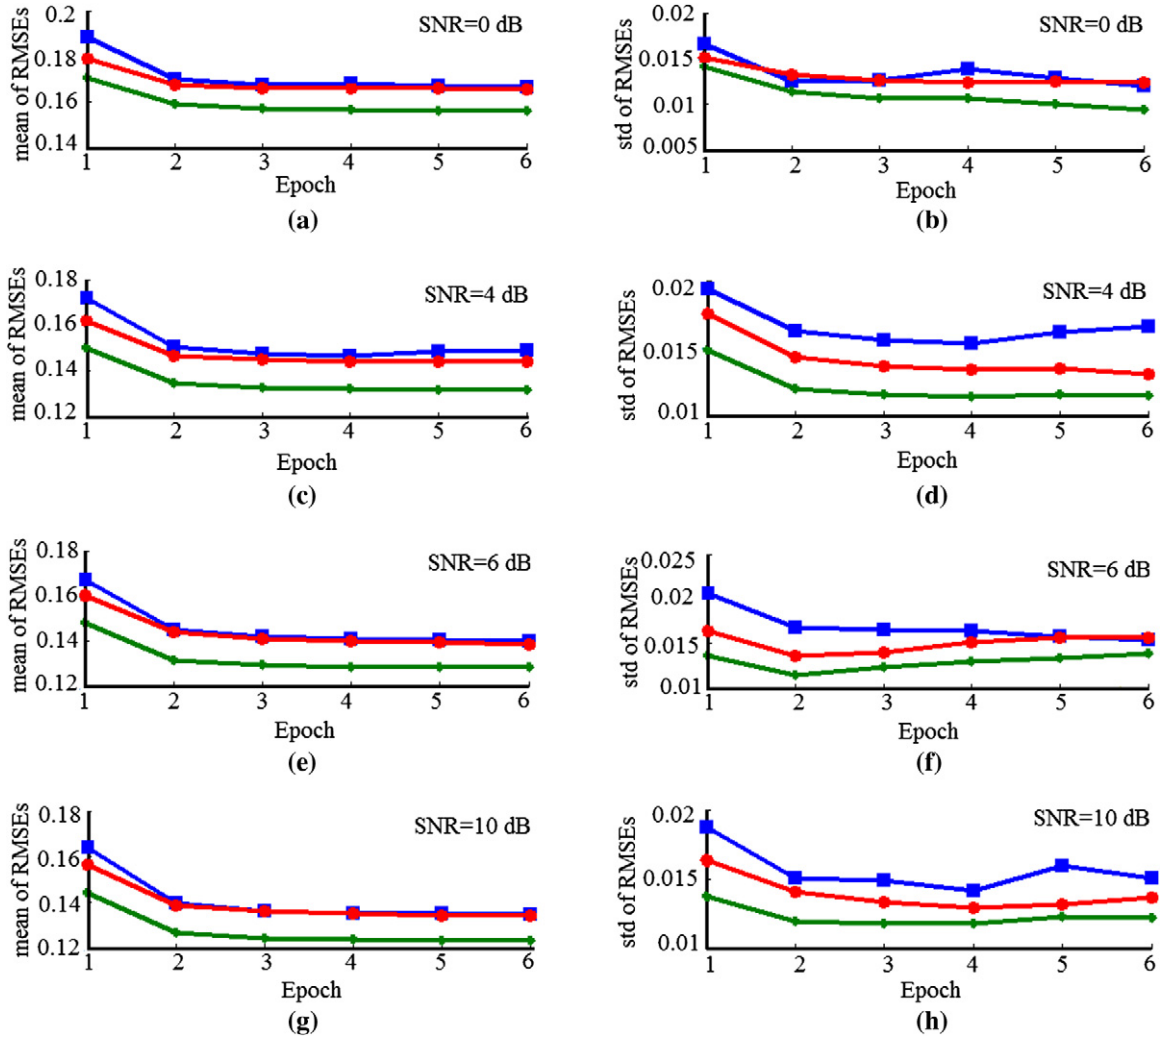 mean of RMSEs
0.2
0.18
0.16
0.14
SNR=0 dB
1 2 3 4 5 6
Epoch
(a)
std of RMSEs
0.02
0.015
0.01
0.005
SNR=0 dB
1 2 3 4 5 6
Epoch
(b)
mean of RMSEs
0.18
0.16
0.14
0.12
SNR=4 dB
1 2 3 4 5 6
Epoch
(c)
std of RMSEs
0.02
0.015
0.01
SNR=4 dB
1 2 3 4 5 6
Epoch
(d)
mean of RMSEs
0.18
0.16
0.14
0.12
SNR=6 dB
1 2 3 4 5 6
Epoch
(e)
std of RMSEs
0.025
0.02
0.015
0.01
SNR=6 dB
1 2 3 4 5 6
Epoch
(f)
mean of RMSEs
0.18
0.16
0.14
0.12
SNR=10 dB
1 2 3 4 5 6
Epoch
(g)
std of RMSEs
0.02
0.015
0.01
SNR=10 dB
1 2 3 4 5 6
Epoch
(h)